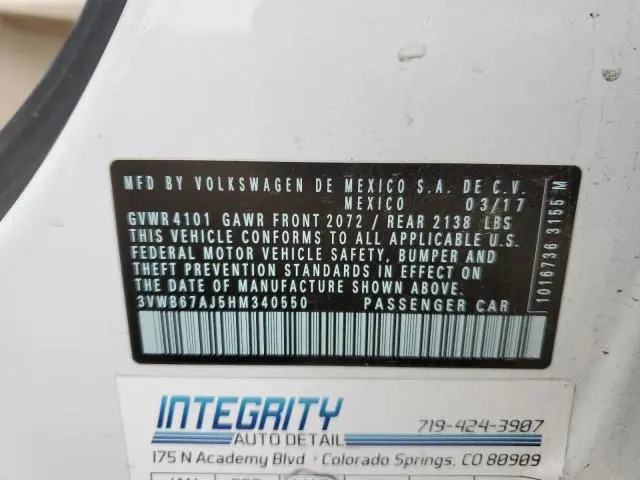 MFD BY VOLKSWAGEN DE MEXICO S.A. DE C.V.
MEXICO 03/17
GVWR 4101 GAWR FRONT 2072 / REAR 2138 LBS
THIS VEHICLE CONFORMS TO ALL APPLICABLE U.S.
FEDERAL MOTOR VEHICLE SAFETY, BUMPER AND
THEFT PREVENTION STANDARDS IN EFFECT ON
THE DATE OF MANUFACTURE SHOWN ABOVE.
3VWB67AJ5HM340550 PASSENGER CAR
1016736 3155 M
INTEGRITY
AUTO DETAIL
719-424-3907
175 N Academy Blvd · Colorado Springs, CO 80909